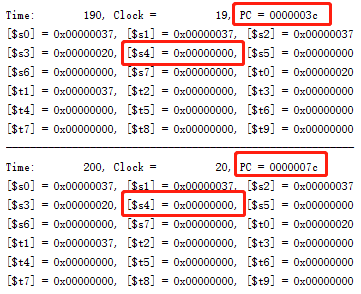 Time: 190, Clock = 19, PC = 0000003c
[$s0] = 0x00000037, [$s1] = 0x00000037, [$s2] = 0x00000037
[$s3] = 0x00000020, [$s4] = 0x00000000, [$s5] = 0x00000000
[$s6] = 0x00000000, [$s7] = 0x00000000, [$t0] = 0x00000020
[$t1] = 0x00000037, [$t2] = 0x00000000, [$t3] = 0x00000000
[$t4] = 0x00000000, [$t5] = 0x00000000, [$t6] = 0x00000000
[$t7] = 0x00000000, [$t8] = 0x00000000, [$t9] = 0x00000000
Time: 200, Clock = 20, PC = 0000007c
[$s0] = 0x00000037, [$s1] = 0x00000037, [$s2] = 0x00000037
[$s3] = 0x00000020, [$s4] = 0x00000000, [$s5] = 0x00000000
[$s6] = 0x00000000, [$s7] = 0x00000000, [$t0] = 0x00000020
[$t1] = 0x00000037, [$t2] = 0x00000000, [$t3] = 0x00000000
[$t4] = 0x00000000, [$t5] = 0x00000000, [$t6] = 0x00000000
[$t7] = 0x00000000, [$t8] = 0x00000000, [$t9] = 0x00000000